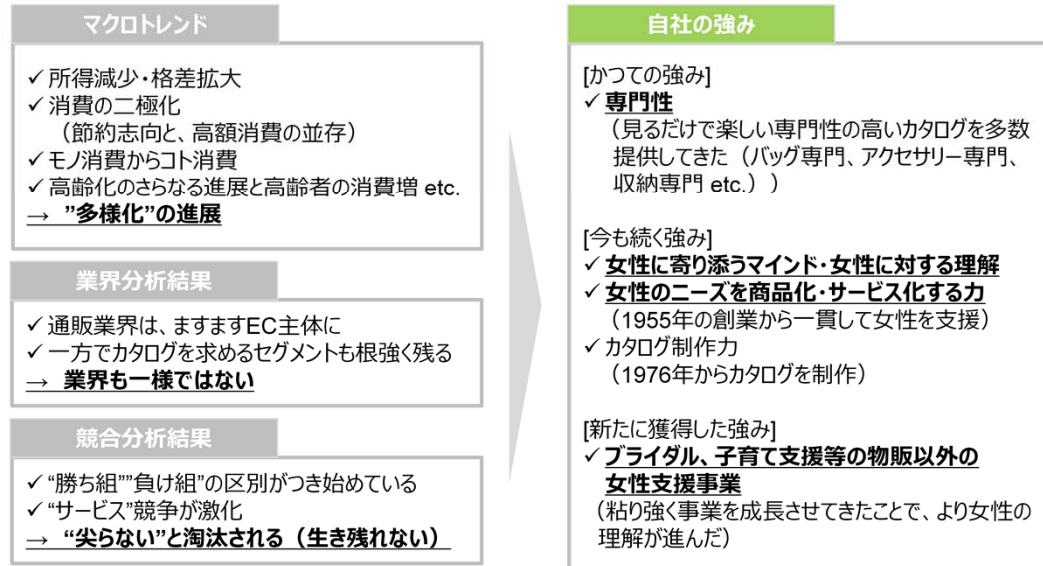 マクロトレンド
✓所得減少・格差拡大
✓消費の二極化
（節約志向と、高額消費の並存）
✓モノ消費からコト消費
✓高齢化のさらなる進展と高齢者の消費増 etc.
→ ”多様化”の進展
業界分析結果
✓通販業界は、ますますEC主体に
✓一方でカタログを求めるセグメントも根強く残る
→ 業界も一様ではない
競合分析結果
✓“勝ち組””負け組”の区別がつき始めている
✓“サービス”競争が激化
→ “尖らない”と淘汰される（生き残れない）
自社の強み
[かつての強み]
✓専門性
（見るだけで楽しい専門性の高いカタログを多数
提供してきた（バッグ専門、アクセサリー専門、
収納専門 etc.））
[今も続く強み]
✓女性に寄り添うマインド・女性に対する理解
✓女性のニーズを商品化・サービス化する力
（1955年の創業から一貫して女性を支援）
✓カタログ制作力
（1976年からカタログを制作）
[新たに獲得した強み]
✓ブライダル、子育て支援等の物販以外の
女性支援事業
（粘り強く事業を成長させてきたことで、より女性の
理解が進んだ）